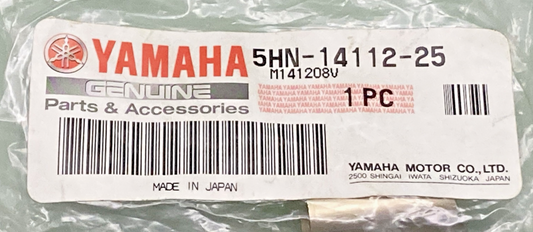 YAMAHA 5HN-14112-25
GENUINE M141208V
Parts & Accessories 1 PC
MADE IN JAPAN
YAMAHA MOTOR CO.,LTD.
2500 SHINGAI IWATA SHIZUOKA JAPAN